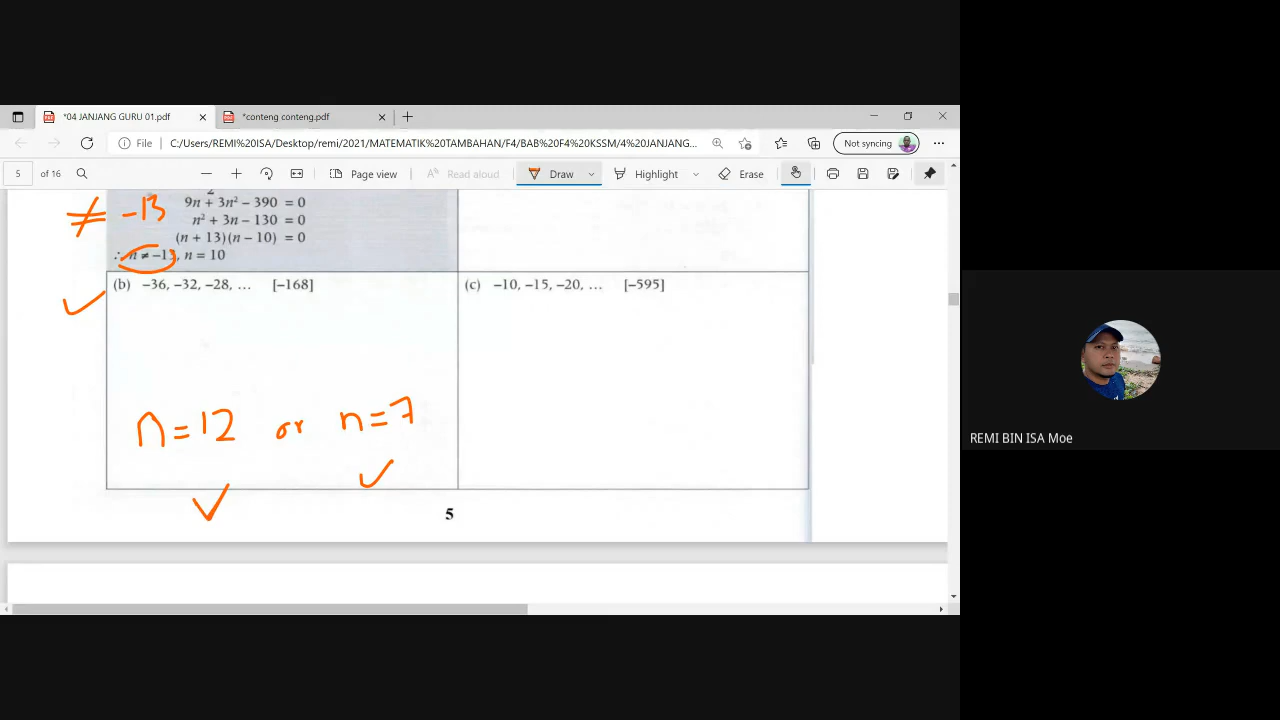 *04 JANJANG GURU 01.pdf
*conteng conteng.pdf
File
C:/Users/REMI%20ISA/Desktop/remi/2021/MATEMATIK%20TAMBAHAN/F4/BAB%20F4%20KSSM/4%20JANJANG...
Not syncing
5 of 16
Page view
Read aloud
Draw
Highlight
Erase
2
9n + 3n² − 390 = 0
≠ -13
n² + 3n − 130 = 0
(n + 13)(n − 10) = 0
∴ n ≠ −13, n = 10
(b) −36, −32, −28, … [−168]
(c) −10, −15, −20, … [−595]
n = 12 or n = 7
5
REMI BIN ISA Moe